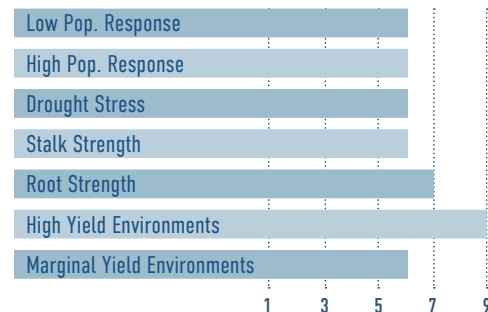 Low Pop. Response
High Pop. Response
Drought Stress
Stalk Strength
Root Strength
High Yield Environments
Marginal Yield Environments
1 3 5 7 9